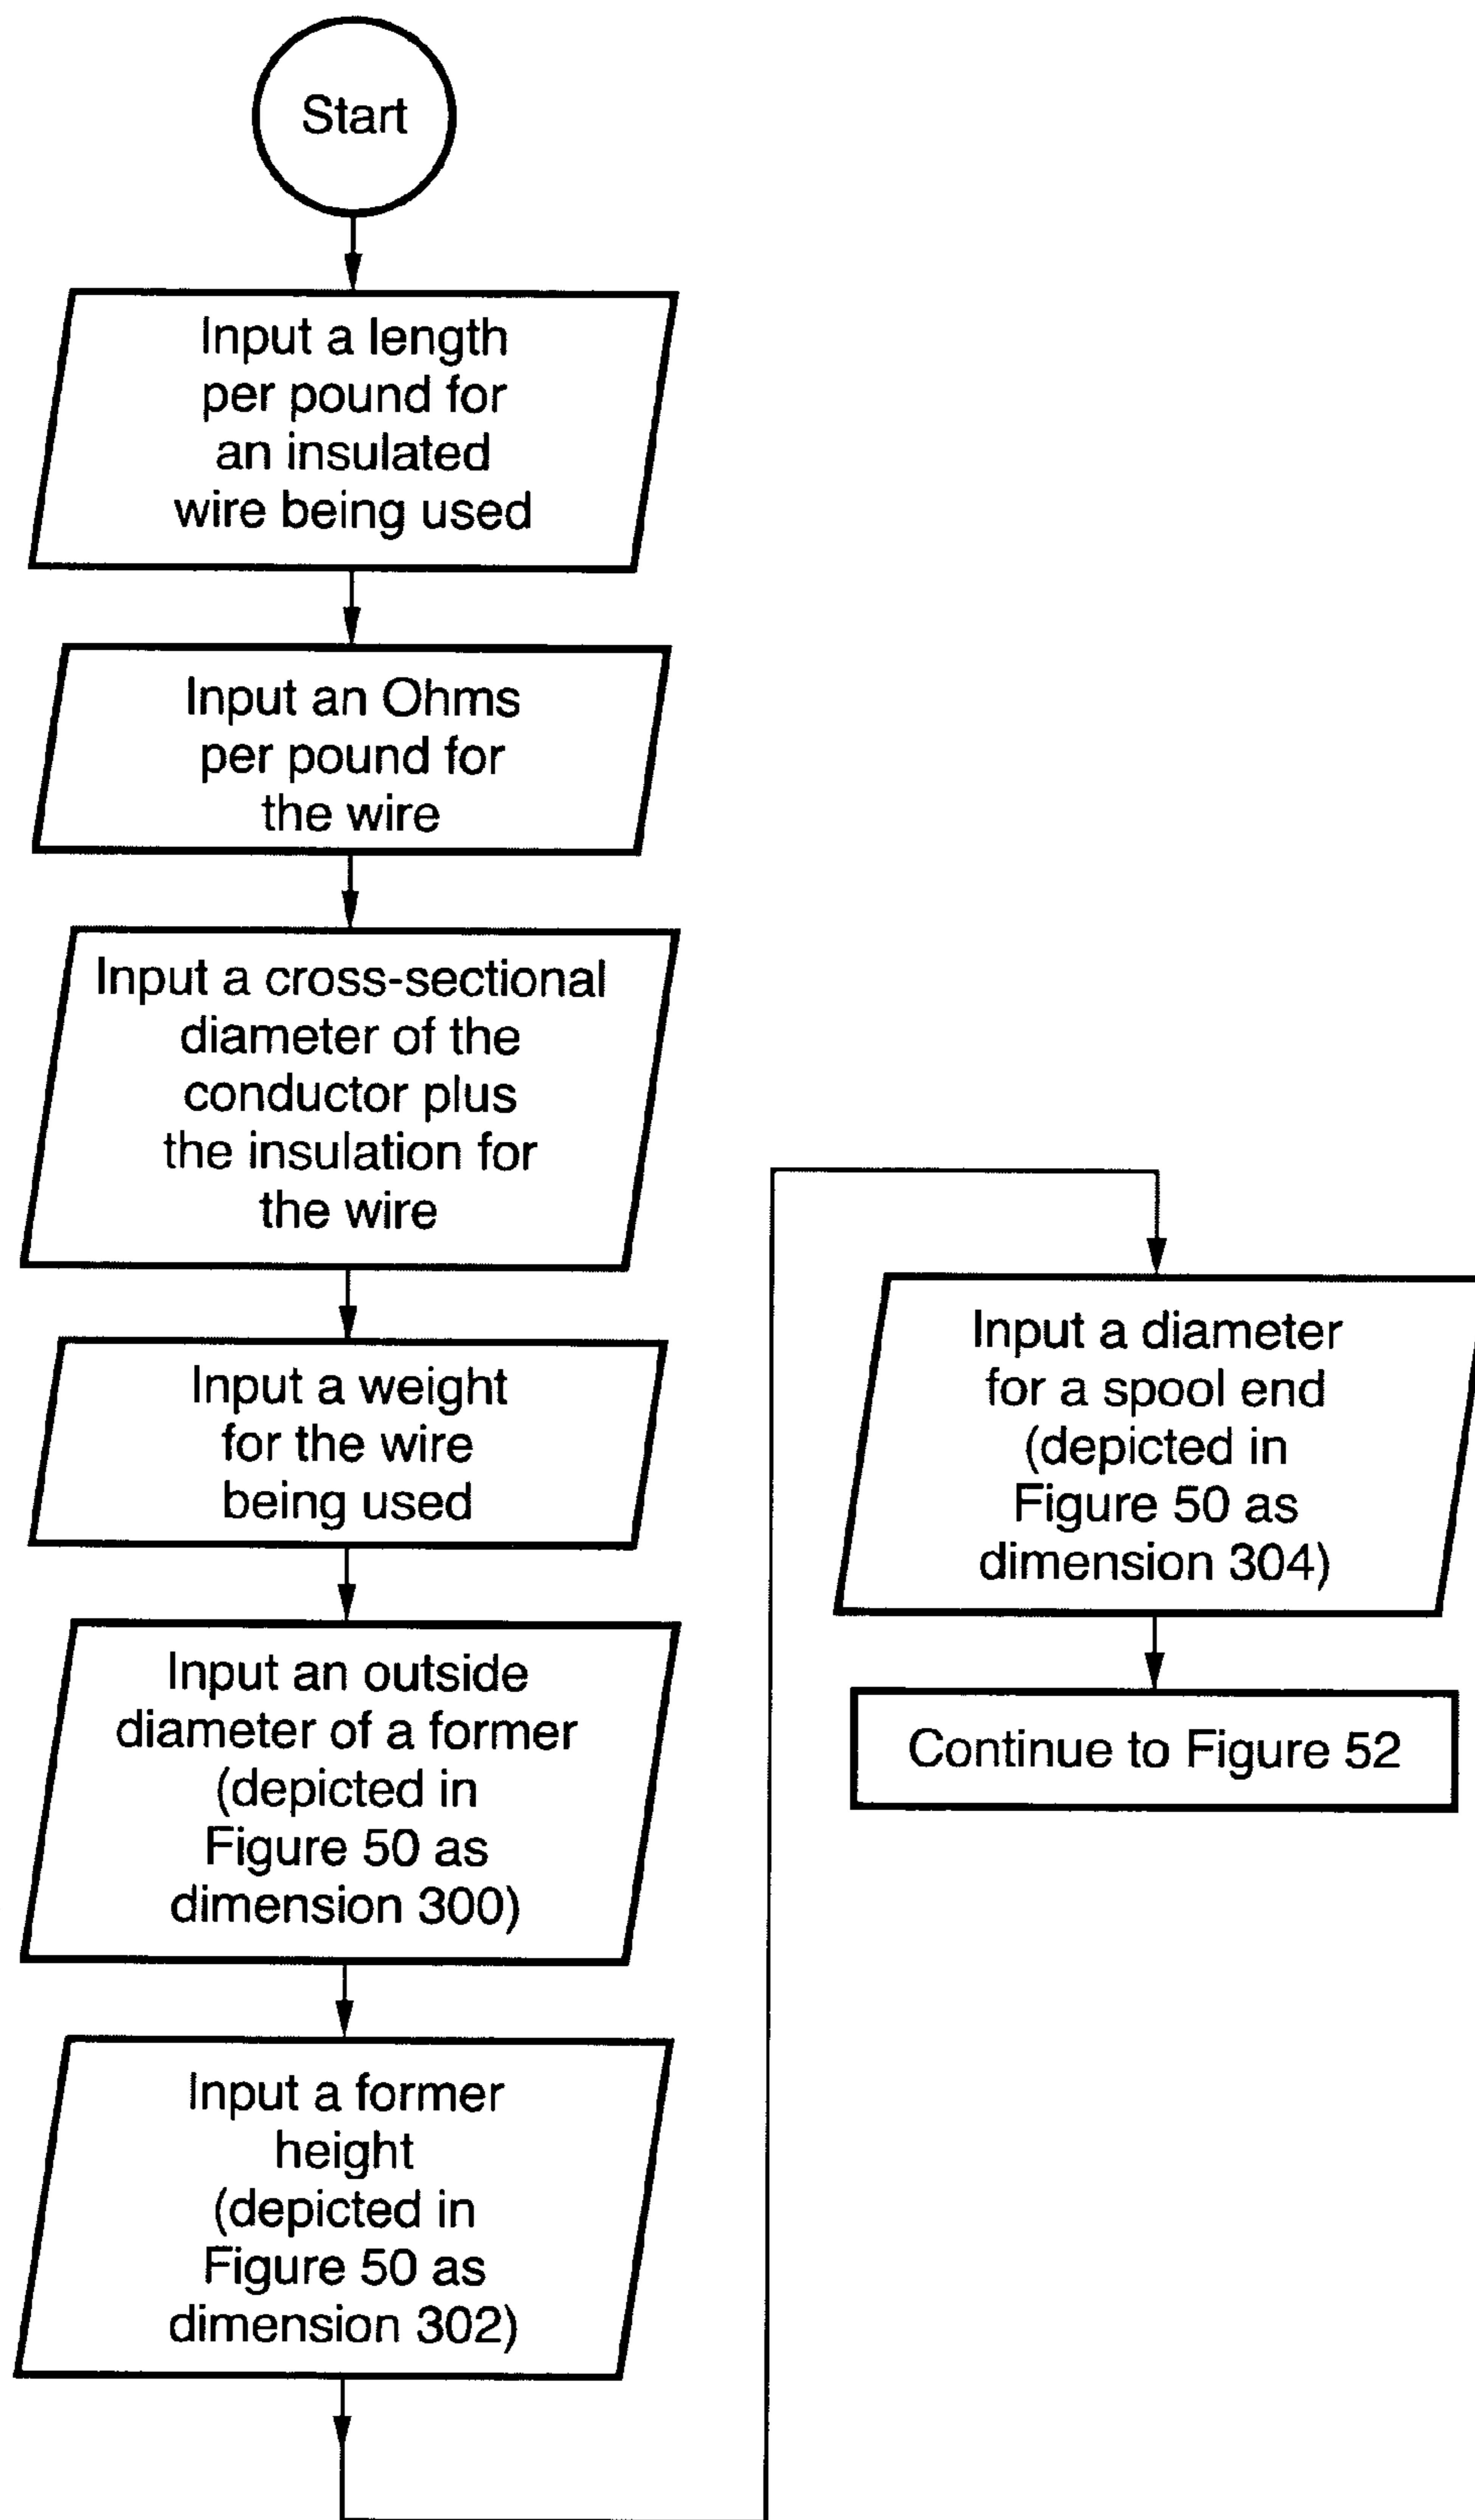 Start
Input a length
per pound for
an insulated
wire being used
Input an Ohms
per pound for
the wire
Input a cross-sectional
diameter of the
conductor plus
the insulation for
the wire
Input a weight
for the wire
being used
Input an outside
diameter of a former
(depicted in
Figure 50 as
dimension 300)
Input a former
height
(depicted in
Figure 50 as
dimension 302)
Input a diameter
for a spool end
(depicted in
Figure 50 as
dimension 304)
Continue to Figure 52